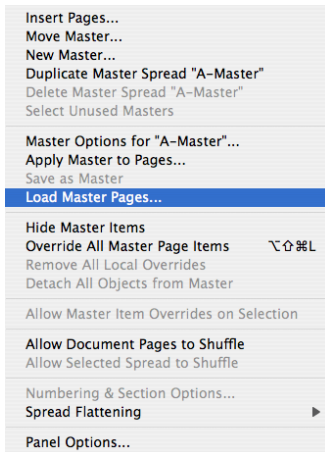 Insert Pages...
Move Master...
New Master...
Duplicate Master Spread "A-Master"
Delete Master Spread "A-Master"
Select Unused Masters
Master Options for "A-Master"...
Apply Master to Pages...
Save as Master
Load Master Pages...
Hide Master Items
Override All Master Page Items ⌥⇧⌘L
Remove All Local Overrides
Detach All Objects from Master
Allow Master Item Overrides on Selection
Allow Document Pages to Shuffle
Allow Selected Spread to Shuffle
Numbering & Section Options...
Spread Flattening
Panel Options...